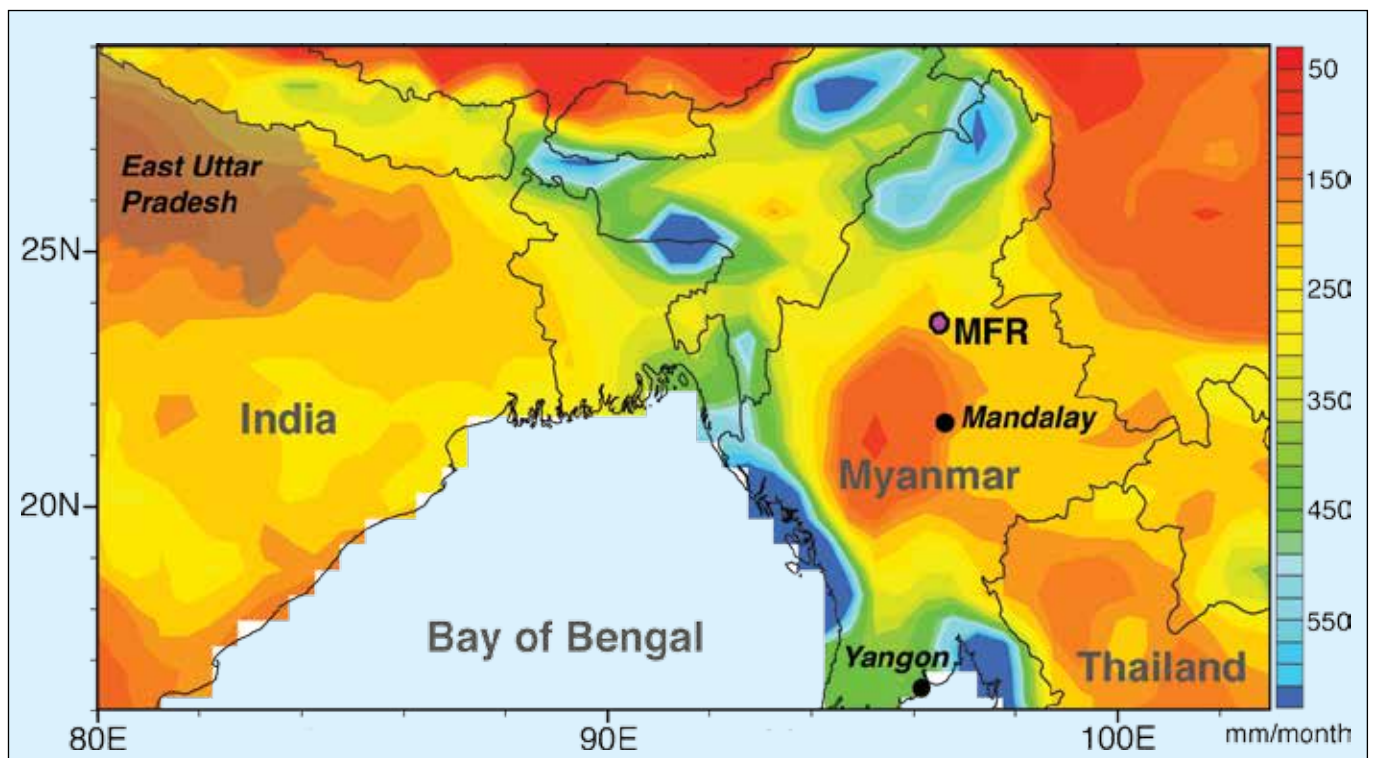 50
150
250
350
450
550
mm/month
25N
20N
80E
90E
100E
East Uttar
Pradesh
India
Bay of Bengal
MFR
Mandalay
Myanmar
Yangon
Thailand